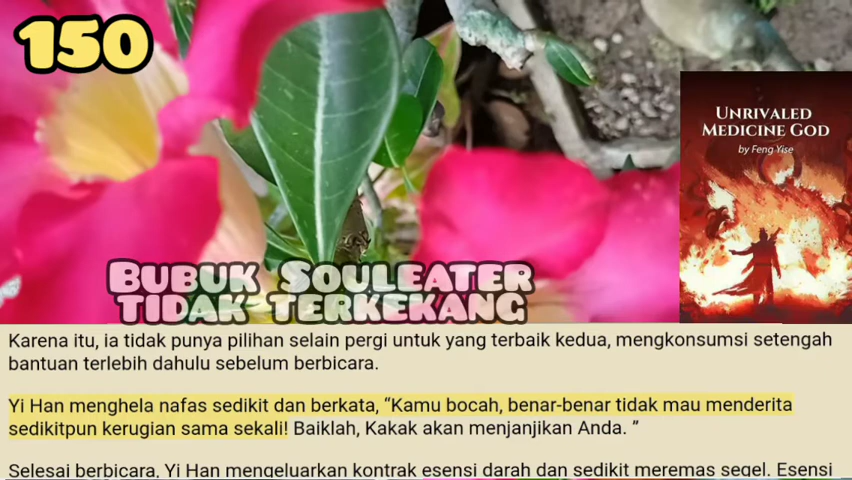 150
UNRIVALED
MEDICINE GOD
by Feng Yise
BUBUK SOULEATER
TIDAK TERKEKANG
Karena itu, ia tidak punya pilihan selain pergi untuk yang terbaik kedua, mengkonsumsi setengah
bantuan terlebih dahulu sebelum berbicara.
Yi Han menghela nafas sedikit dan berkata, “Kamu bocah, benar-benar tidak mau menderita
sedikitpun kerugian sama sekali! Baiklah, Kakak akan menjanjikan Anda. ”
Selesai berbicara, Yi Han mengeluarkan kontrak esensi darah dan sedikit meremas segel. Esensi